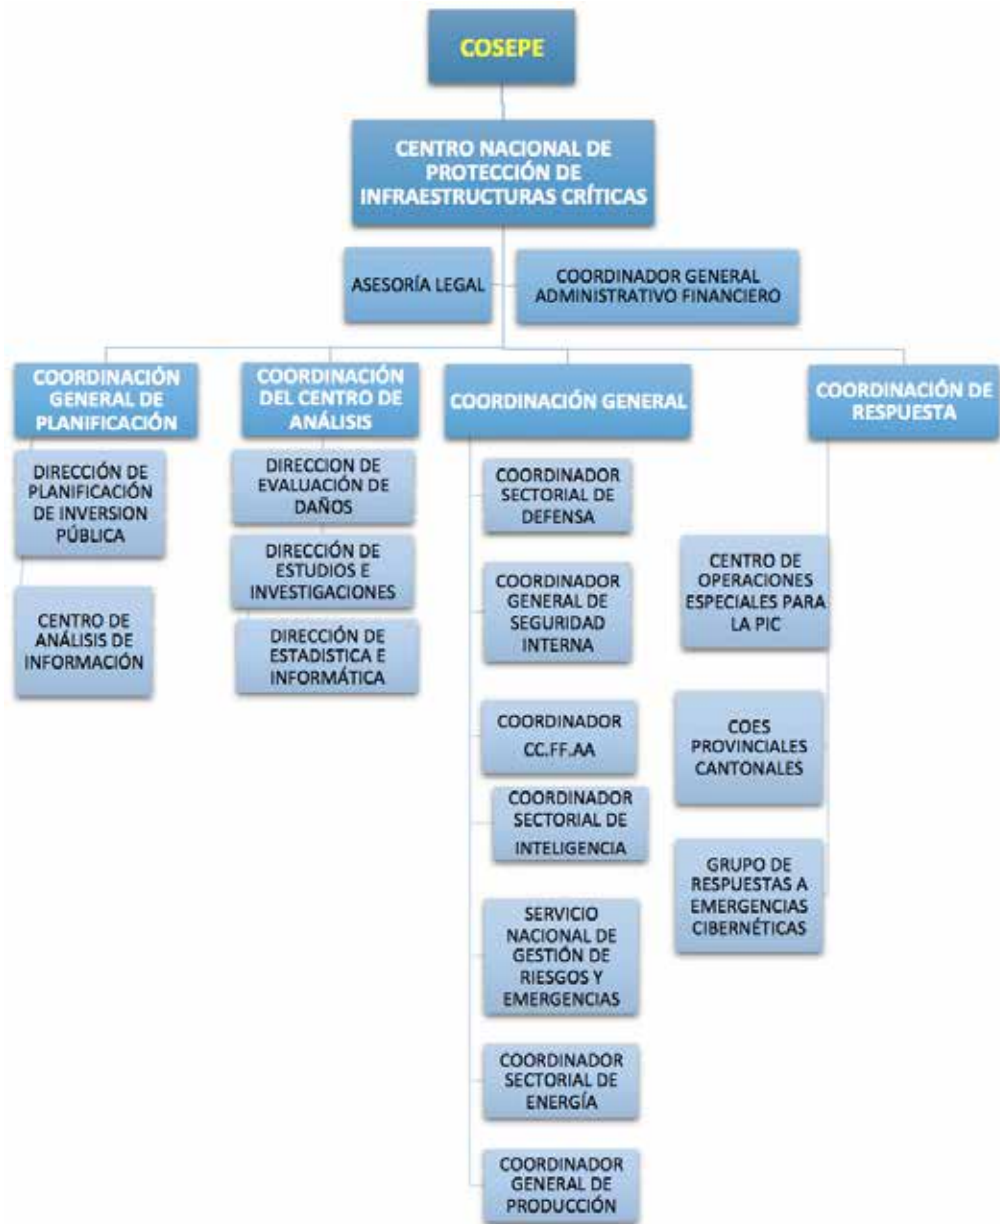 COSEPE
CENTRO NACIONAL DE
PROTECCIÓN DE
INFRAESTRUCTURAS CRÍTICAS
ASESORÍA LEGAL
COORDINADOR GENERAL
ADMINISTRATIVO FINANCIERO
COORDINACIÓN
GENERAL DE
PLANIFICACIÓN
DIRECCIÓN DE
PLANIFICACIÓN
DE INVERSION
PÚBLICA
CENTRO DE
ANÁLISIS DE
INFORMACIÓN
COORDINACIÓN
DEL CENTRO DE
ANÁLISIS
DIRECCION DE
EVALUACIÓN DE
DAÑOS
DIRECCIÓN DE
ESTUDIOS E
INVESTIGACIONES
DIRECCIÓN DE
ESTADISTICA E
INFORMÁTICA
COORDINACIÓN GENERAL
COORDINADOR
SECTORIAL DE
DEFENSA
COORDINADOR
GENERAL DE
SEGURIDAD
INTERNA
COORDINADOR
CC.FF.AA
COORDINADOR
SECTORIAL DE
INTELIGENCIA
SERVICIO
NACIONAL DE
GESTIÓN DE
RIESGOS Y
EMERGENCIAS
COORDINADOR
SECTORIAL DE
ENERGÍA
COORDINADOR
GENERAL DE
PRODUCCIÓN
COORDINACIÓN DE
RESPUESTA
CENTRO DE
OPERACIONES
ESPECIALES PARA
LA PIC
COES
PROVINCIALES
CANTONALES
GRUPO DE
RESPUESTAS A
EMERGENCIAS
CIBERNÉTICAS